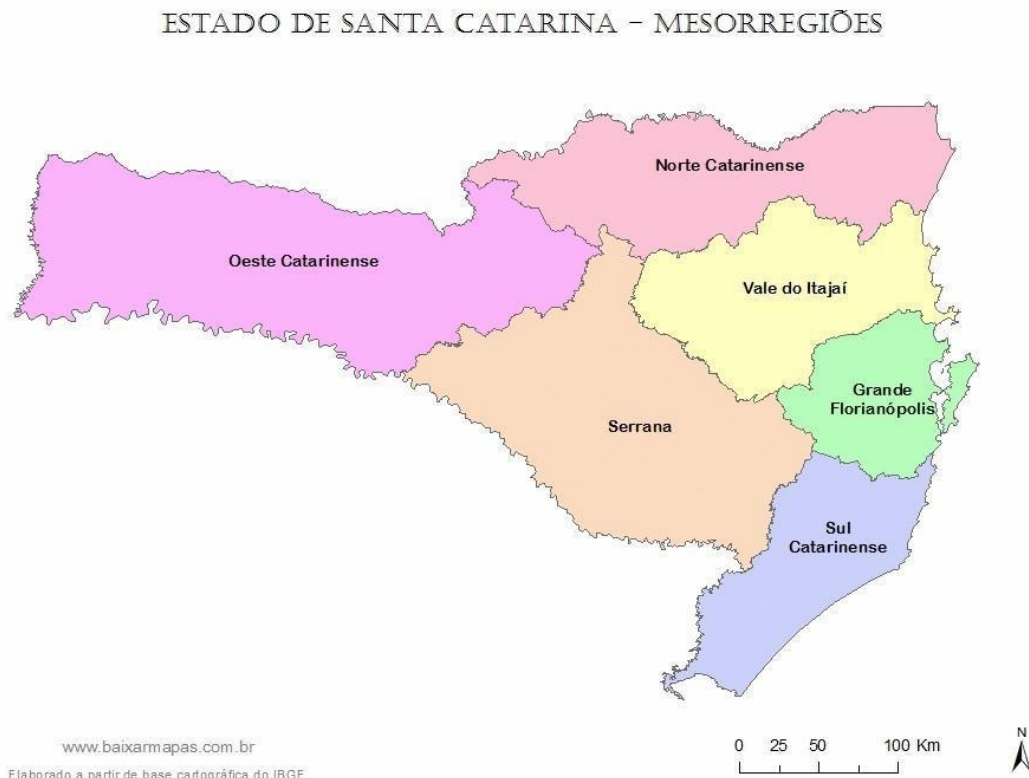 ESTADO DE SANTA CATARINA – MESORREGIÕES
Norte Catarinense
Oeste Catarinense
Vale do Itajaí
Grande
Florianópolis
Serrana
Sul
Catarinense
www.baixarmapas.com.br
0 25 50 100 Km
N
Elaborado a partir de base cartográfica do IBGE